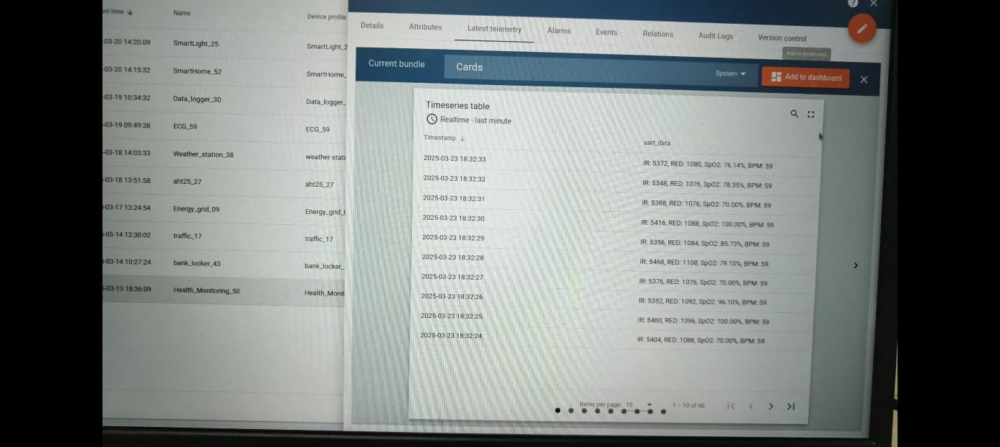 ed time ↓ Name Device profile
-03-20 14:20:09 SmartLight_25 SmartLight_2
-03-20 14:15:32 SmartHome_52 SmartHome_
-03-19 10:34:32 Data_logger_30 Data_logger_
-03-19 09:49:38 ECG_59 ECG_59
-03-18 14:03:33 Weather_station_38 weather-stati
-03-18 13:51:58 aht25_27 aht25_27
-03-17 13:24:54 Energy_grid_09 Energy_grid_(
5-03-14 12:30:02 traffic_17 traffic_17
5-03-14 10:27:24 bank_locker_43 bank_locker_
5-03-13 18:36:09 Health_Monitoring_50 Health_Monit
Details Attributes Latest telemetry Alarms Events Relations Audit Logs Version control
Add to dashboard
Current bundle Cards System Add to dashboard
Timeseries table
Realtime - last minute
Timestamp ↓ uart_data
2025-03-23 18:32:33 IR: 5372, RED: 1080, SpO2: 76.14%, BPM: 59
2025-03-23 18:32:32 IR: 5348, RED: 1076, SpO2: 78.35%, BPM: 59
2025-03-23 18:32:31 IR: 5388, RED: 1076, SpO2: 70.00%, BPM: 59
2025-03-23 18:32:30 IR: 5416, RED: 1088, SpO2: 100.00%, BPM: 59
2025-03-23 18:32:29 IR: 5356, RED: 1084, SpO2: 85.73%, BPM: 59
2025-03-23 18:32:28 IR: 5468, RED: 1108, SpO2: 79.10%, BPM: 59
2025-03-23 18:32:27 IR: 5376, RED: 1076, SpO2: 70.00%, BPM: 59
2025-03-23 18:32:26 IR: 5352, RED: 1092, SpO2: 96.10%, BPM: 59
2025-03-23 18:32:25 IR: 5460, RED: 1096, SpO2: 100.00%, BPM: 59
2025-03-23 18:32:24 IR: 5404, RED: 1088, SpO2: 70.00%, BPM: 59
Items per page: 10 1 – 10 of 60